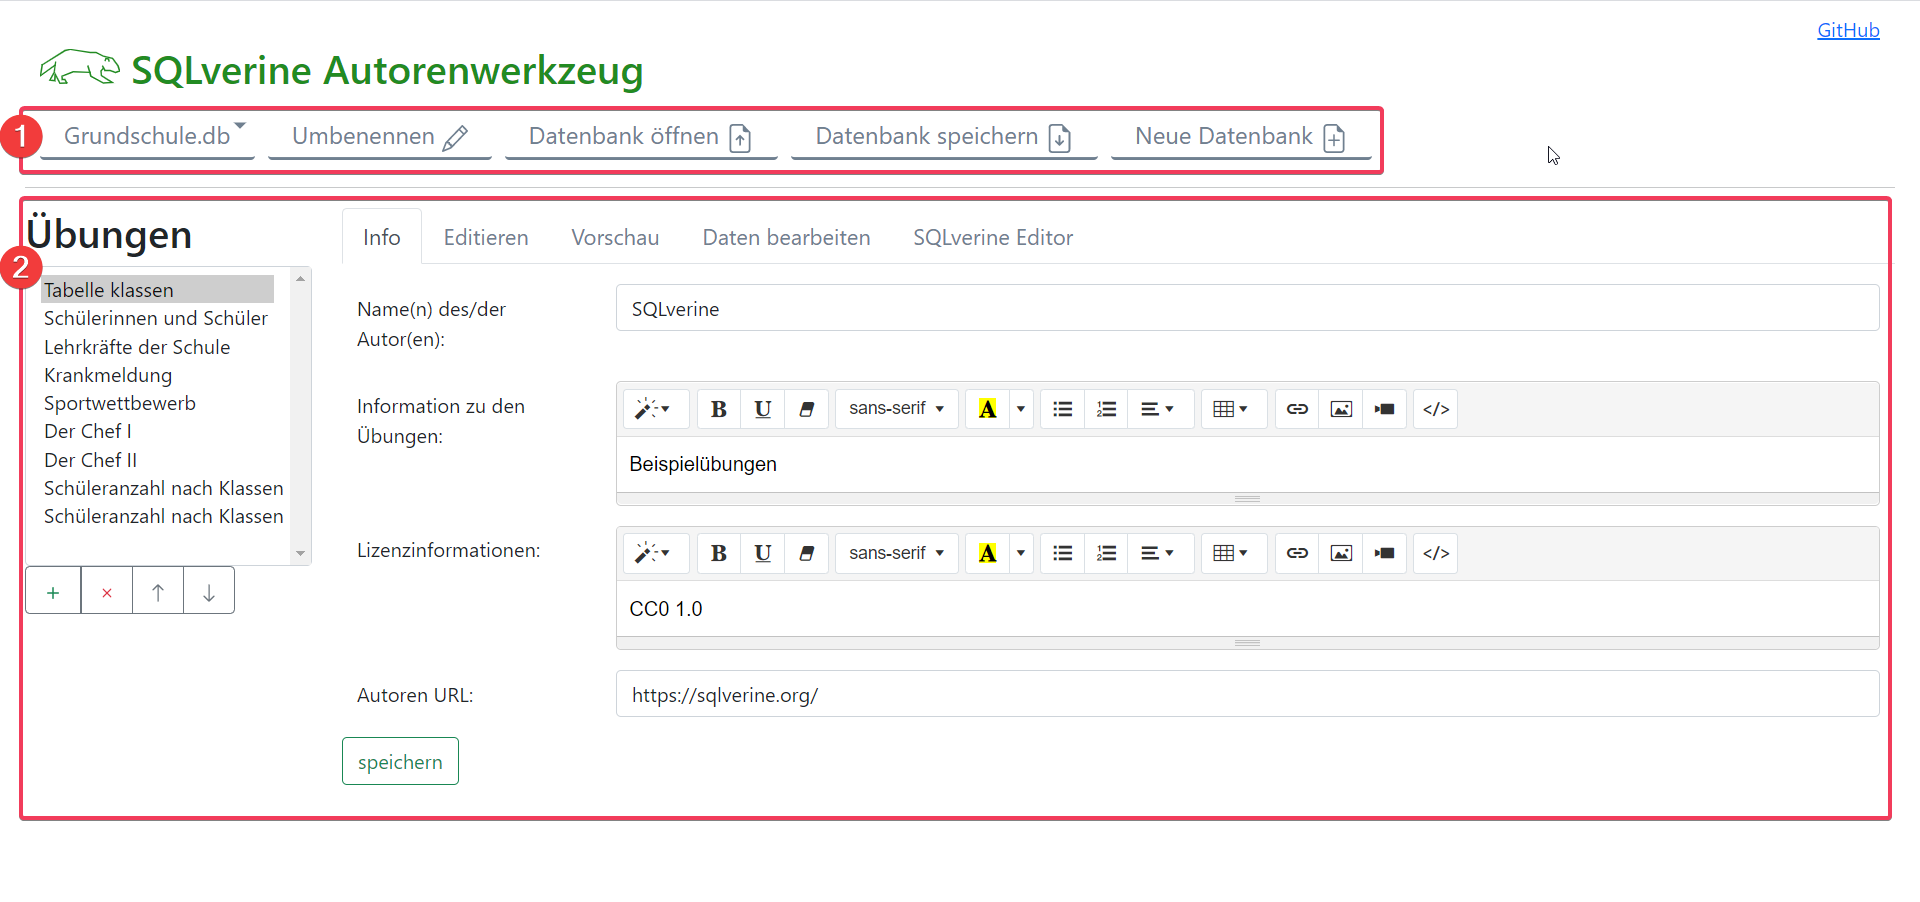 GitHub
SQLverine Autorenwerkzeug
1
Grundschule.db Umbenennen Datenbank öffnen Datenbank speichern Neue Datenbank
2
Übungen
Tabelle klassen
Schülerinnen und Schüler
Lehrkräfte der Schule
Krankmeldung
Sportwettbewerb
Der Chef I
Der Chef II
Schüleranzahl nach Klassen
Schüleranzahl nach Klassen
+ × ↑ ↓
Info Editieren Vorschau Daten bearbeiten SQLverine Editor
Name(n) des/der
Autor(en):
SQLverine
Information zu den
Übungen:
B U sans-serif A </>
Beispielübungen
Lizenzinformationen:
B U sans-serif A </>
CC0 1.0
Autoren URL:
https://sqlverine.org/
speichern